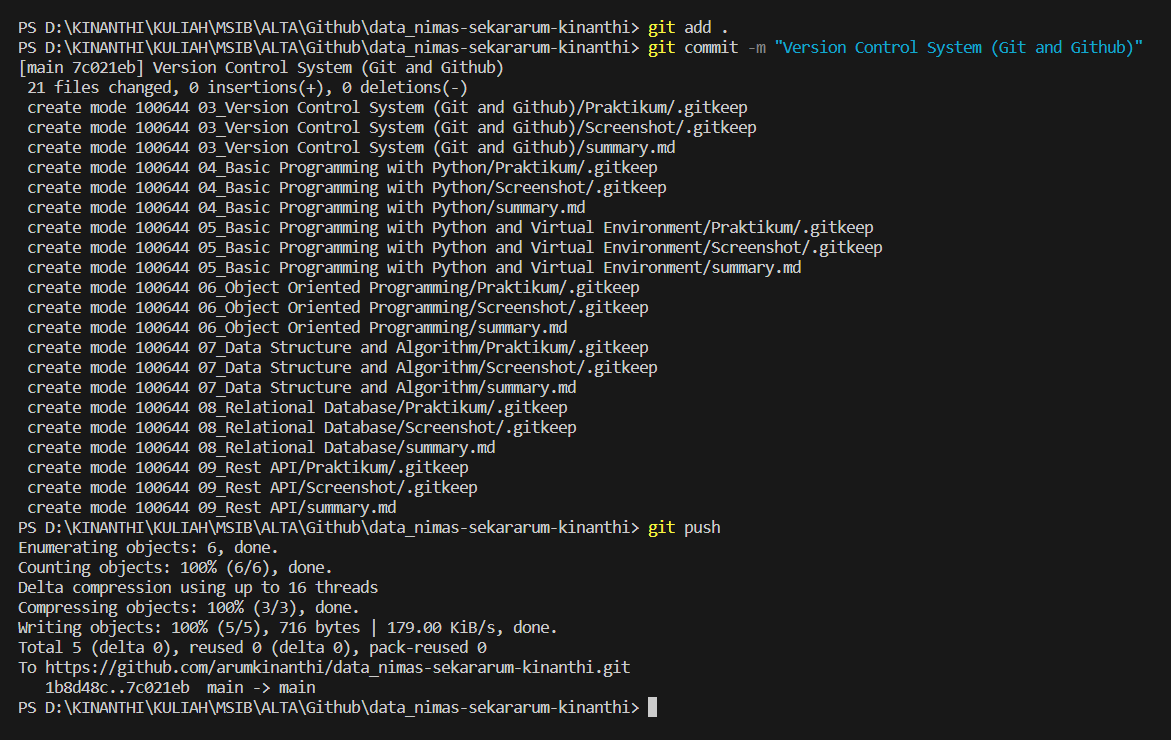 PS D:\KINANTHI\KULIAH\MSIB\ALTA\Github\data_nimas-sekararum-kinanthi> git add .
PS D:\KINANTHI\KULIAH\MSIB\ALTA\Github\data_nimas-sekararum-kinanthi> git commit -m "Version Control System (Git and Github)"
[main 7c021eb] Version Control System (Git and Github)
 21 files changed, 0 insertions(+), 0 deletions(-)
 create mode 100644 03_Version Control System (Git and Github)/Praktikum/.gitkeep
 create mode 100644 03_Version Control System (Git and Github)/Screenshot/.gitkeep
 create mode 100644 03_Version Control System (Git and Github)/summary.md
 create mode 100644 04_Basic Programming with Python/Praktikum/.gitkeep
 create mode 100644 04_Basic Programming with Python/Screenshot/.gitkeep
 create mode 100644 04_Basic Programming with Python/summary.md
 create mode 100644 05_Basic Programming with Python and Virtual Environment/Praktikum/.gitkeep
 create mode 100644 05_Basic Programming with Python and Virtual Environment/Screenshot/.gitkeep
 create mode 100644 05_Basic Programming with Python and Virtual Environment/summary.md
 create mode 100644 06_Object Oriented Programming/Praktikum/.gitkeep
 create mode 100644 06_Object Oriented Programming/Screenshot/.gitkeep
 create mode 100644 06_Object Oriented Programming/summary.md
 create mode 100644 07_Data Structure and Algorithm/Praktikum/.gitkeep
 create mode 100644 07_Data Structure and Algorithm/Screenshot/.gitkeep
 create mode 100644 07_Data Structure and Algorithm/summary.md
 create mode 100644 08_Relational Database/Praktikum/.gitkeep
 create mode 100644 08_Relational Database/Screenshot/.gitkeep
 create mode 100644 08_Relational Database/summary.md
 create mode 100644 09_Rest API/Praktikum/.gitkeep
 create mode 100644 09_Rest API/Screenshot/.gitkeep
 create mode 100644 09_Rest API/summary.md
PS D:\KINANTHI\KULIAH\MSIB\ALTA\Github\data_nimas-sekararum-kinanthi> git push
Enumerating objects: 6, done.
Counting objects: 100% (6/6), done.
Delta compression using up to 16 threads
Compressing objects: 100% (3/3), done.
Writing objects: 100% (5/5), 716 bytes | 179.00 KiB/s, done.
Total 5 (delta 0), reused 0 (delta 0), pack-reused 0
To https://github.com/arumkinanthi/data_nimas-sekararum-kinanthi.git
   1b8d48c..7c021eb  main -> main
PS D:\KINANTHI\KULIAH\MSIB\ALTA\Github\data_nimas-sekararum-kinanthi>